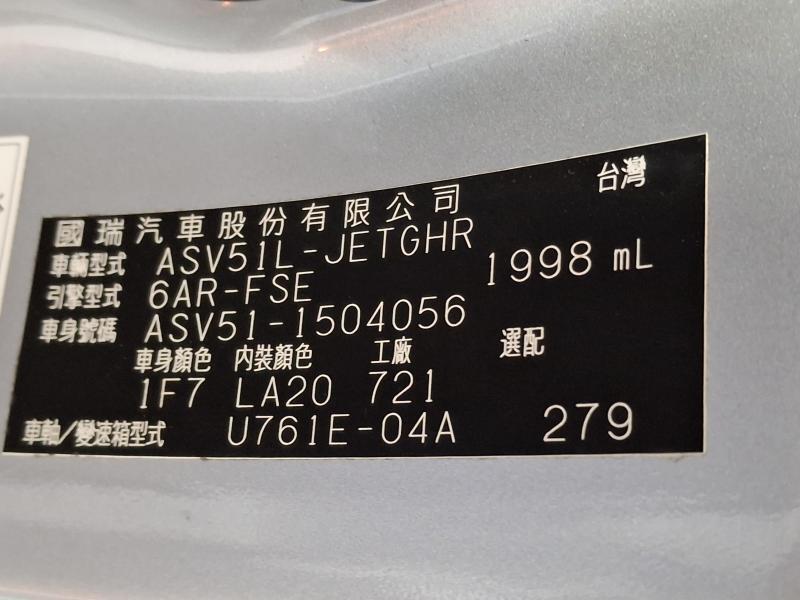 台灣
國瑞汽車股份有限公司
車輛型式 ASV51L-JETGHR
引擎型式 6AR-FSE 1998 mL
車身號碼 ASV51-1504056
車身顏色 內裝顏色 工廠 選配
1F7 LA20 721
車軸/變速箱型式 U761E-04A 279